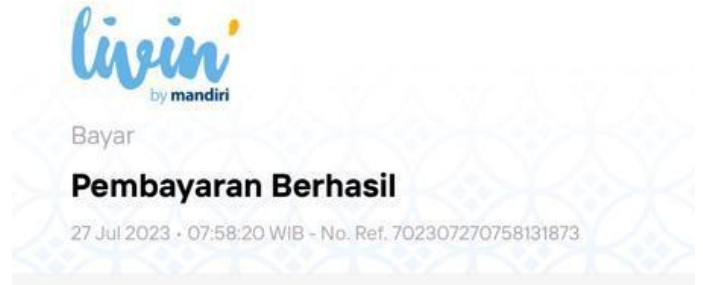 livin'
by mandiri
Bayar
Pembayaran Berhasil
27 Jul 2023 • 07:58:20 WIB - No. Ref. 702307270758131873